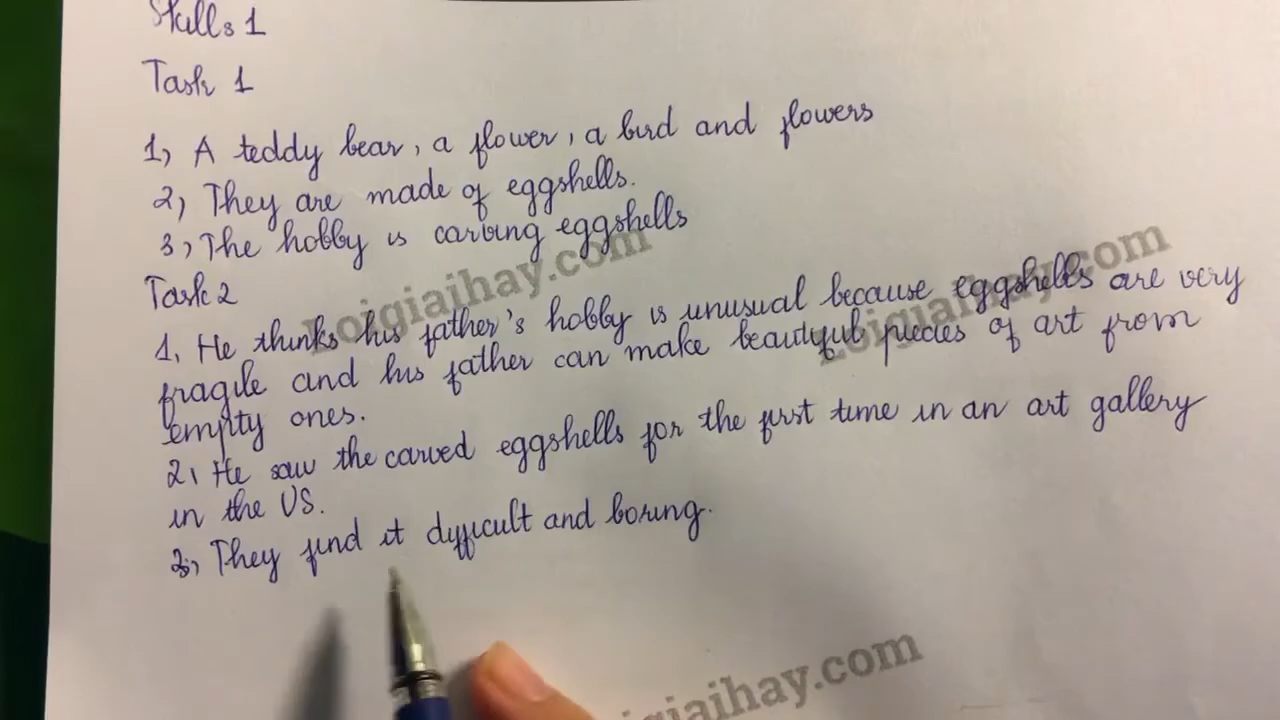 Skills 1
Task 1
1, A teddy bear, a flower, a bird and flowers
2, They are made of eggshells.
3, The hobby is carving eggshells
Task 2
1, He thinks his father's hobby is unusual because eggshells are very
fragile and his father can make beautiful pieces of art from
empty ones.
2, He saw the carved eggshells for the first time in an art gallery
in the US.
3, They find it difficult and boring.
Loigiaihay.com
Loigiaihay.com
Loigiaihay.com